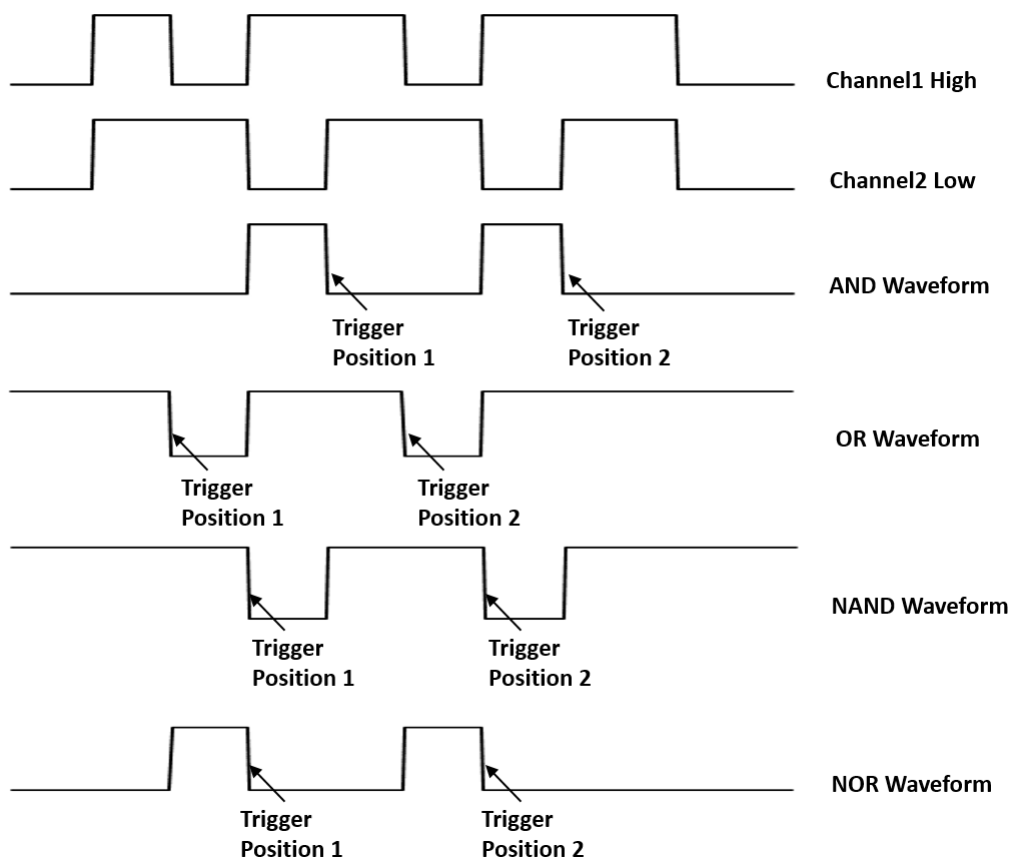 Channel1 High
Channel2 Low
AND Waveform
Trigger
Position 1
Trigger
Position 2
OR Waveform
Trigger
Position 1
Trigger
Position 2
NAND Waveform
Trigger
Position 1
Trigger
Position 2
NOR Waveform
Trigger
Position 1
Trigger
Position 2